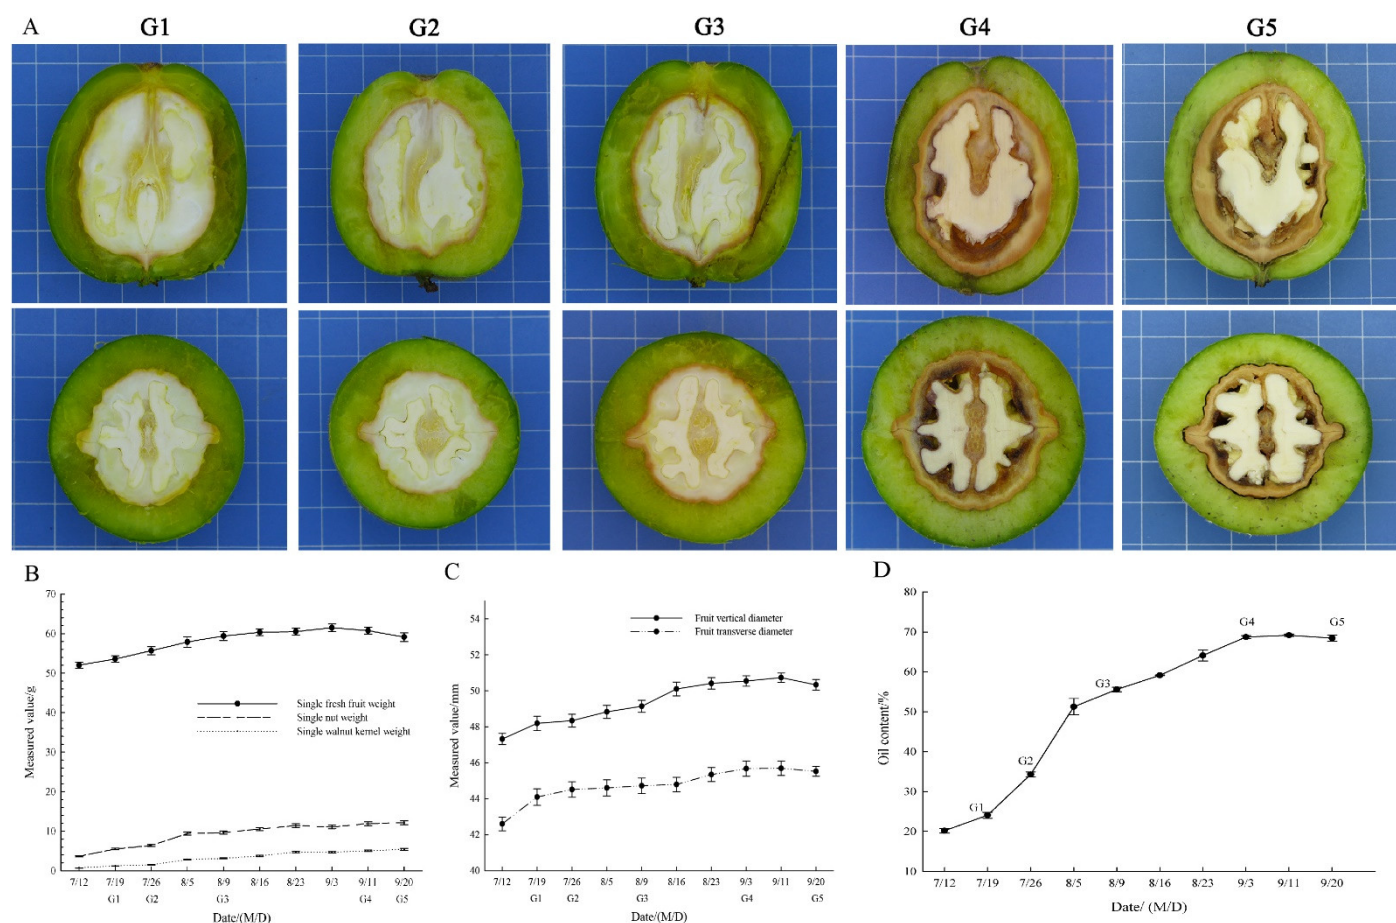 A
G1 G2 G3 G4 G5
B
70
60
50
40
30
20
10
0
Measured value/g
Single fresh fruit weight
Single nut weight
Single walnut kernel weight
7/12 7/19 7/26 8/5 8/9 8/16 8/23 9/3 9/11 9/20
G1 G2 G3 G4 G5
Date/(M/D)
C
54
52
50
48
46
44
42
40
Measured value/mm
Fruit vertical diameter
Fruit transverse diameter
7/12 7/19 7/26 8/5 8/9 8/16 8/23 9/3 9/11 9/20
G1 G2 G3 G4 G5
Date/(M/D)
D
80
70
60
50
40
30
20
10
Oil content/%
G1
G2
G3
G4
G5
7/12 7/19 7/26 8/5 8/9 8/16 8/23 9/3 9/11 9/20
Date/ (M/D)